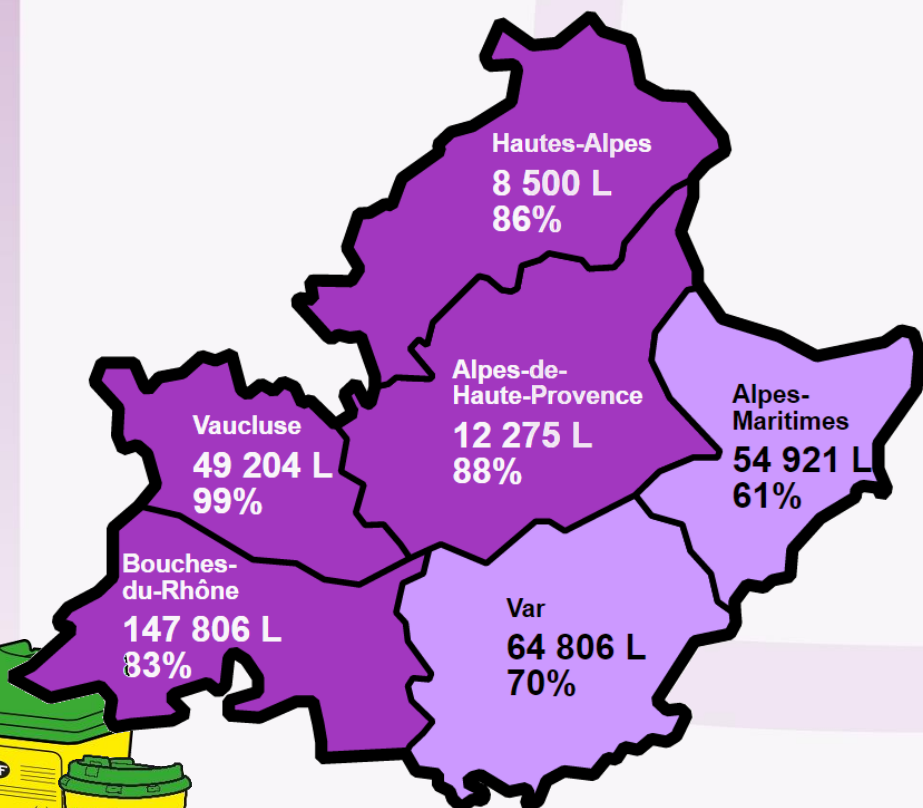 Hautes-Alpes
8 500 L
86%
Alpes-de-
Haute-Provence
12 275 L
88%
Alpes-
Maritimes
54 921 L
61%
Vaucluse
49 204 L
99%
Bouches-
du-Rhône
147 806 L
83%
Var
64 806 L
70%